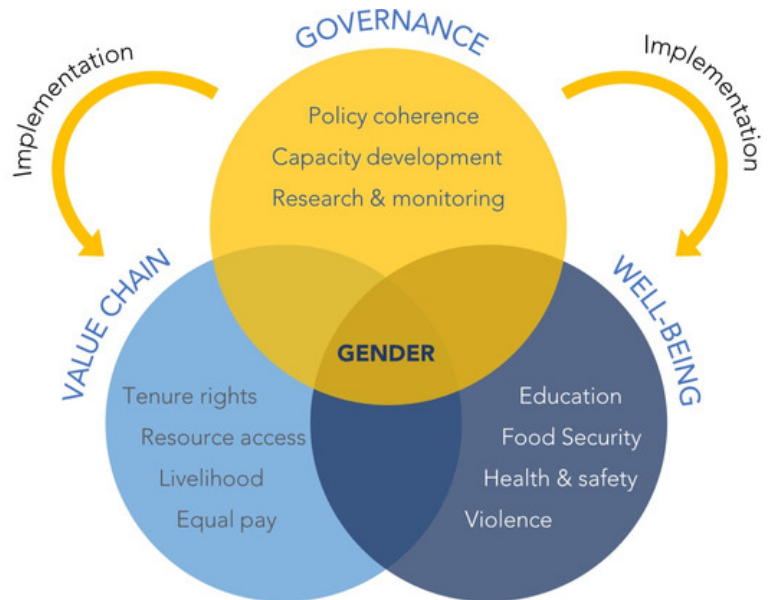 GOVERNANCE
Implementation
Implementation
Policy coherence
Capacity development
Research & monitoring
VALUE CHAIN
WELL-BEING
GENDER
Tenure rights
Resource access
Livelihood
Equal pay
Education
Food Security
Health & safety
Violence